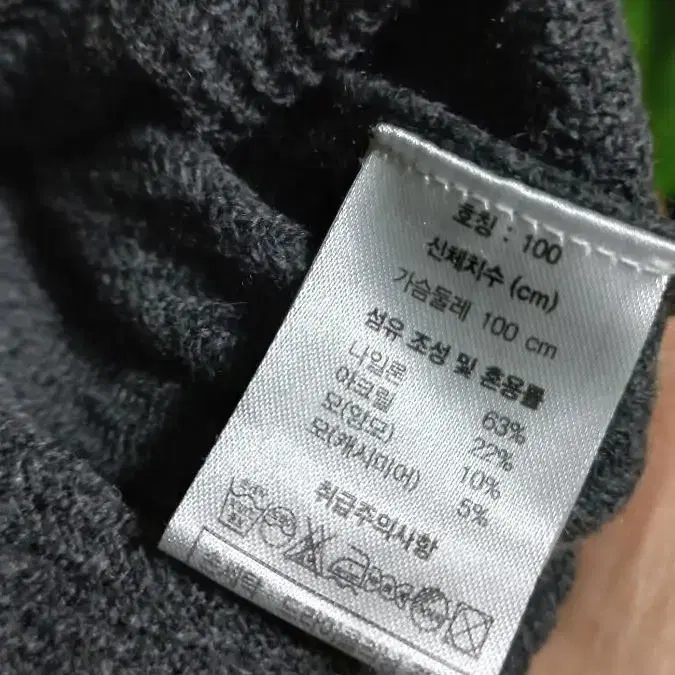 호칭 : 100
신체치수 (cm)
가슴둘레 100 cm
섬유 조성 및 혼용률
나일론 63%
아크릴 22%
모(양모) 10%
모(캐시미어) 5%
취급주의사항